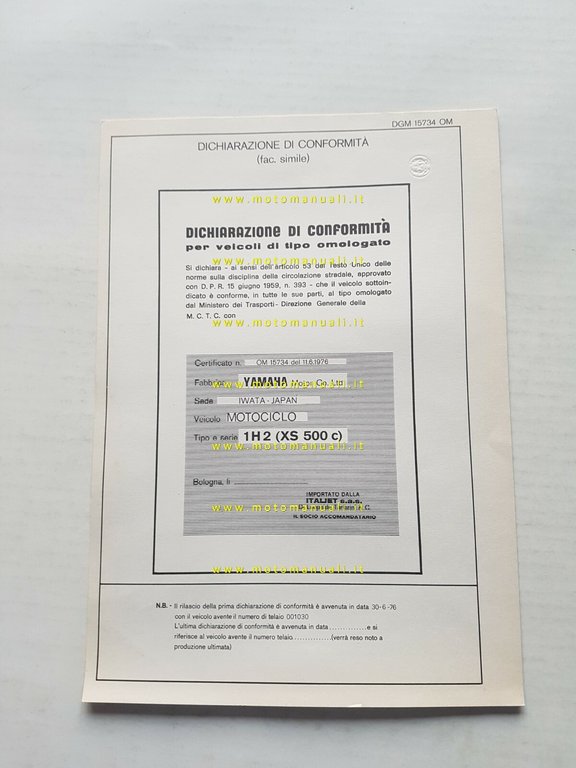 DGM 15734 OM
DICHIARAZIONE DI CONFORMITÀ
(fac. simile)
www.motomanuali.it
DICHIARAZIONE DI CONFORMITÀ
per veicoli di tipo omologato
www.motomanuali.it
Si dichiara - ai sensi dell'articolo 53 del Testo Unico delle
norme sulla disciplina della circolazione stradale, approvato
con D.P.R. 15 giugno 1959, n. 393 - che il veicolo sottoin-
dicato è conforme, in tutte le sue parti, al tipo omologato
dal Ministero dei Trasporti - Direzione Generale della
M.C.T.C. con
www.motomanuali.it
Certificato n. OM 15734 del 11.6.1976
Fabbrica YAMAHA Motor Co., Ltd.
www.motomanuali.it
Sede IWATA - JAPAN
Veicolo MOTOCICLO
Tipo e serie 1H2 (XS 500 c)
www.motomanuali.it
Bologna, lì
IMPORTATO DALLA
ITALJET s.a.s.
www.motomanuali.it
IL SOCIO ACCOMANDATARIO
www.motomanuali.it
N.B. - Il rilascio della prima dichiarazione di conformità è avvenuta in data 30-6-76
con il veicolo avente il numero di telaio 001030
L'ultima dichiarazione di conformità è avvenuta in data .............. e si
riferisce al veicolo avente il numero telaio ..............(verrà reso noto a
produzione ultimata)